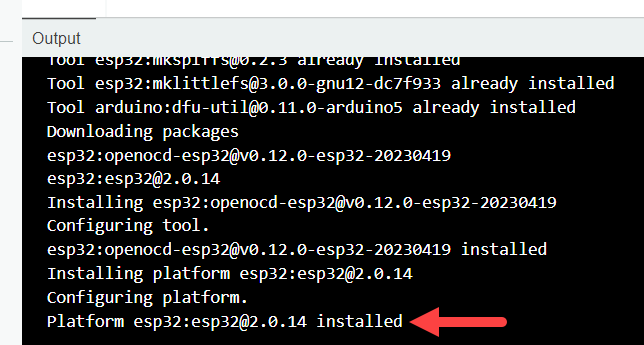 Output
Tool esp32:mkspiffs@0.2.3 already installed
Tool esp32:mklittlefs@3.0.0-gnu12-dc7f933 already installed
Tool arduino:dfu-util@0.11.0-arduino5 already installed
Downloading packages
esp32:openocd-esp32@v0.12.0-esp32-20230419
esp32:esp32@2.0.14
Installing esp32:openocd-esp32@v0.12.0-esp32-20230419
Configuring tool.
esp32:openocd-esp32@v0.12.0-esp32-20230419 installed
Installing platform esp32:esp32@2.0.14
Configuring platform.
Platform esp32:esp32@2.0.14 installed